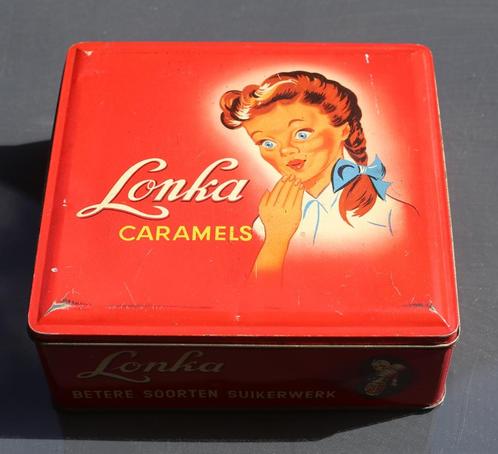 Lonka
CARAMELS
Lonka
BETERE SOORTEN SUIKERWERK